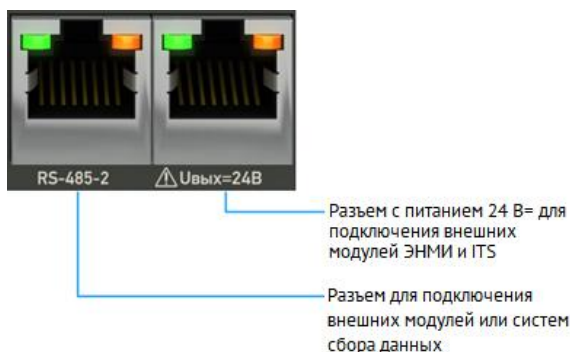 RS-485-2
⚠Uвых=24В
Разъем с питанием 24 В= для
подключения внешних
модулей ЭНМИ и ITS
Разъем для подключения
внешних модулей или систем
сбора данных